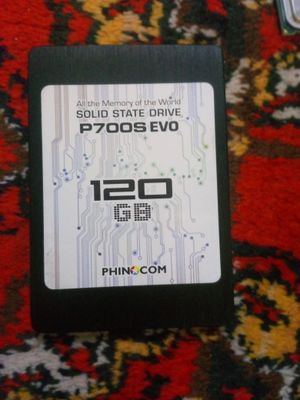 All the Memory of the World
SOLID STATE DRIVE
P700S EVO
120
GB
PHINOCOM